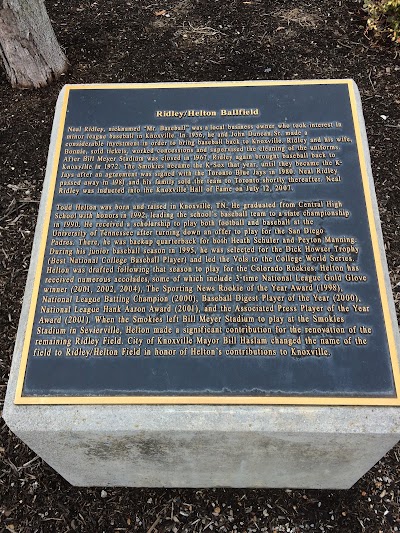 Ridley/Helton Ballfield
Neal Ridley, nicknamed "Mr. Baseball" was a local business owner who took interest in
minor league baseball in Knoxville. In 1956, he and John Duncan Sr. made a
considerable investment in order to bring baseball back to Knoxville. Ridley and his wife,
Bonnie, sold tickets, worked concessions and supervised the cleaning of the uniforms.
After Bill Meyer Stadium was closed in 1967, Ridley again brought baseball back to
Knoxville in 1972. The Smokies became the K-Sox that year, until they became the K-
Jays after an agreement was signed with the Toronto Blue Jays in 1980. Neal Ridley
passed away in 1981 and his family sold the team to Toronto shortly thereafter. Neal
Ridley was inducted into the Knoxville Hall of Fame on July 12, 2007.
Todd Helton was born and raised in Knoxville, TN. He graduated from Central High
School with honors in 1992, leading the school's baseball team to a state championship
in 1990. He received a scholarship to play both football and baseball at the
University of Tennessee after turning down an offer to play for the San Diego
Padres. There, he was backup quarterback for both Heath Schuler and Peyton Manning.
During his junior baseball season in 1995, he was selected for the Dick Howser Trophy
(Best National College Baseball Player) and led the Vols to the College World Series.
Helton was drafted following that season to play for the Colorado Rockies. Helton has
received numerous accolades, some of which include 3-time National League Gold Glove
winner (2001, 2002, 2004), The Sporting News Rookie of the Year Award (1998),
National League Batting Champion (2000), Baseball Digest Player of the Year (2000),
National League Hank Aaron Award (2001), and the Associated Press Player of the Year
Award (2001). When the Smokies left Bill Meyer Stadium to play at the Smokies
Stadium in Sevierville, Helton made a significant contribution for the renovation of the
remaining Ridley Field. City of Knoxville Mayor Bill Haslam changed the name of the
field to Ridley/Helton Field in honor of Helton's contributions to Knoxville.